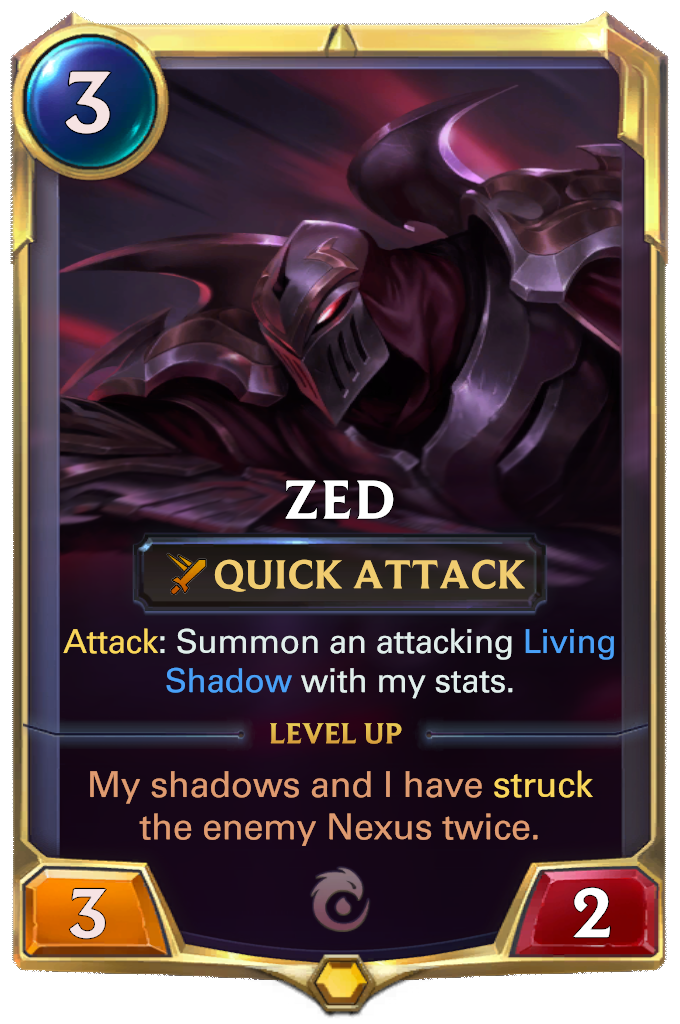 3
ZED
QUICK ATTACK
Attack: Summon an attacking Living
Shadow with my stats.
LEVEL UP
My shadows and I have struck
the enemy Nexus twice.
3
2